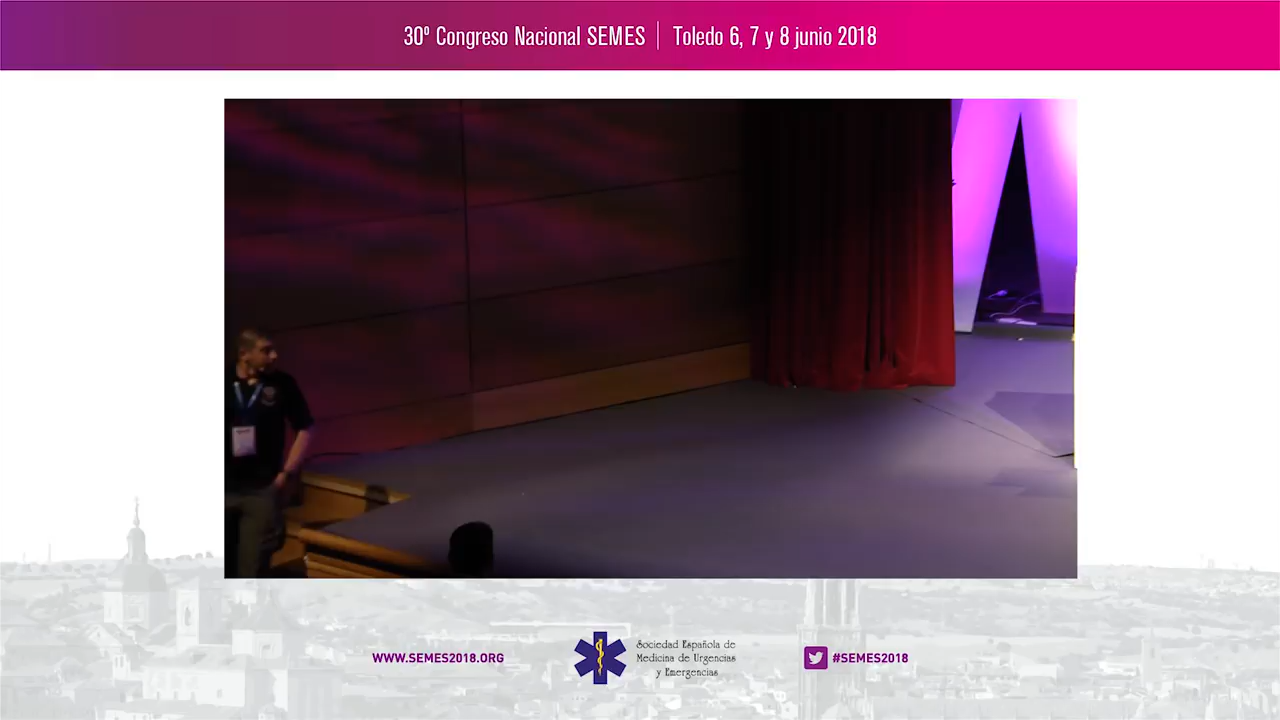 30º Congreso Nacional SEMES | Toledo 6, 7 y 8 junio 2018
WWW.SEMES2018.ORG
Sociedad Española de
Medicina de Urgencias
y Emergencias
#SEMES2018